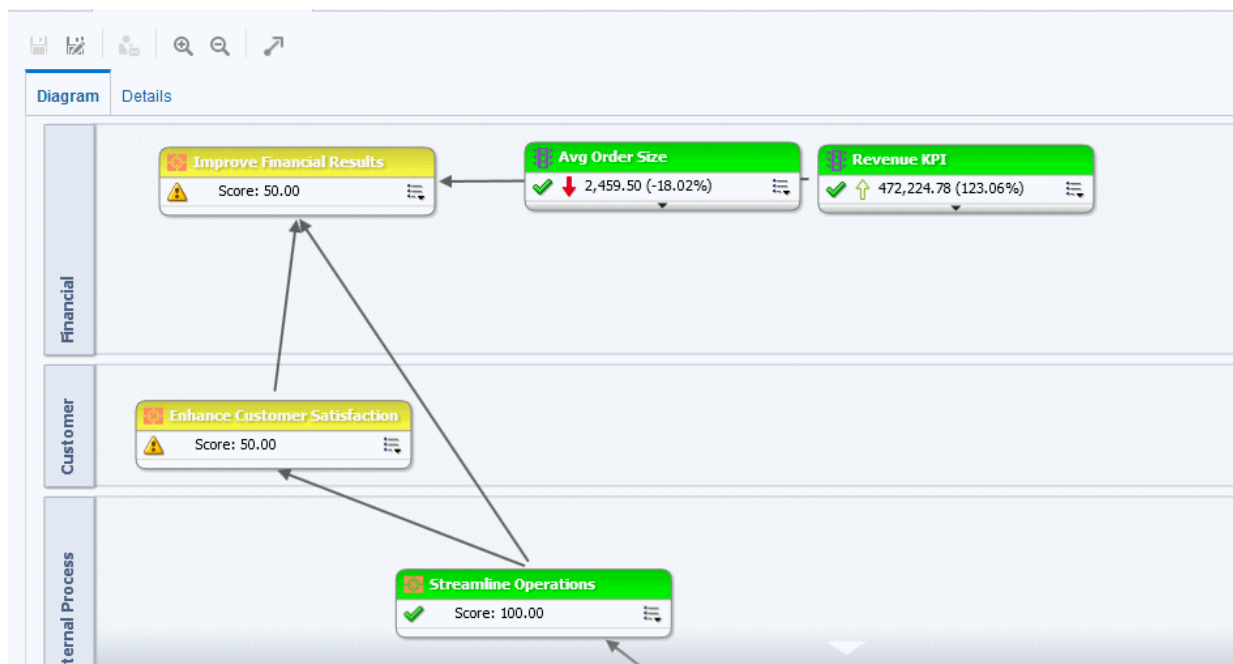 Diagram
Details
Financial
Improve Financial Results
Score: 50.00
Avg Order Size
2,459.50 (-18.02%)
Revenue KPI
472,224.78 (123.06%)
Customer
Enhance Customer Satisfaction
Score: 50.00
ternal Process
Streamline Operations
Score: 100.00